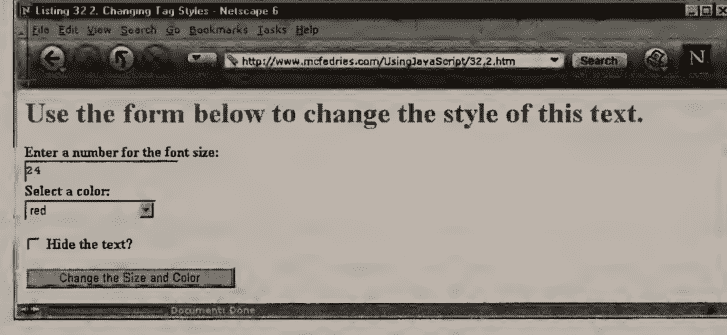 Listing 32.2. Changing Tag Styles - Netscape 6
File Edit View Search Go Bookmarks Tasks Help
http://www.mcfedries.com/UsingJavaScript/32.2.htm Search N
Use the form below to change the style of this text.
Enter a number for the font size:
24
Select a color:
red
Hide the text?
Change the Size and Color
Document: Done